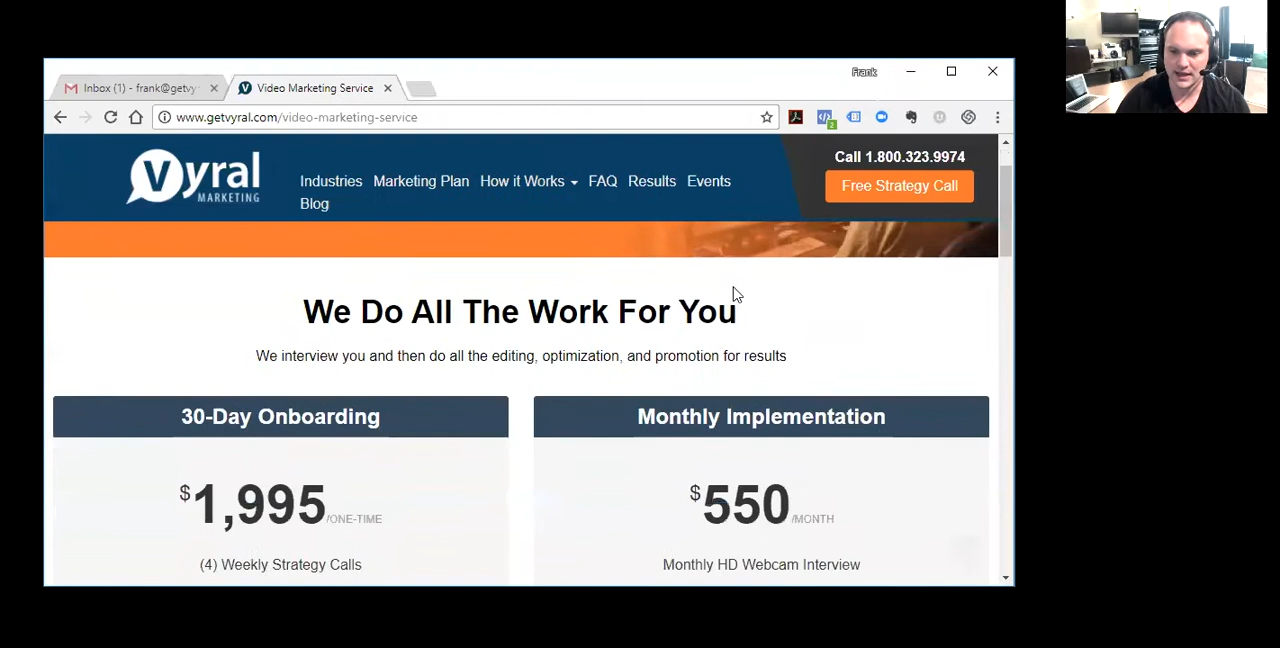 Frank
Inbox (1) - frank@getvy
Video Marketing Service
www.getvyral.com/video-marketing-service
2
Vyral
MARKETING
Industries Marketing Plan How it Works FAQ Results Events
Blog
Call 1.800.323.9974
Free Strategy Call
We Do All The Work For You
We interview you and then do all the editing, optimization, and promotion for results
30-Day Onboarding
$1,995/ONE-TIME
(4) Weekly Strategy Calls
Monthly Implementation
$550/MONTH
Monthly HD Webcam Interview